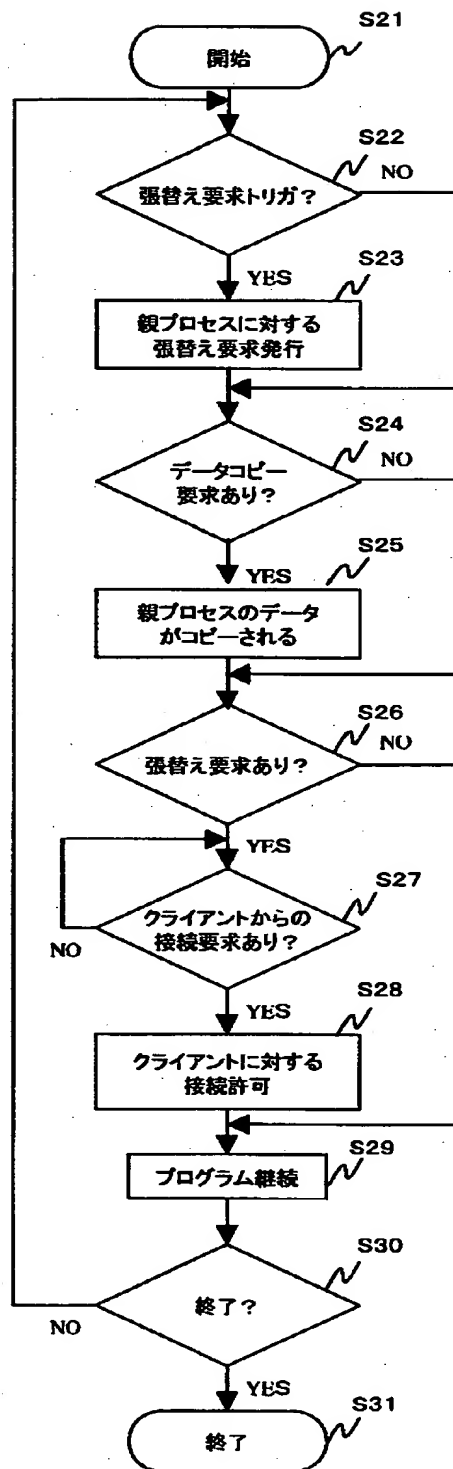 S21
開始
S22
張替え要求トリガ？
NO
YES
S23
親プロセスに対する
張替え要求発行
S24
データコピー
要求あり？
NO
YES
S25
親プロセスのデータ
がコピーされる
S26
張替え要求あり？
NO
YES
S27
クライアントからの
接続要求あり？
NO
YES
S28
クライアントに対する
接続許可
S29
プログラム継続
S30
終了？
NO
YES
S31
終了